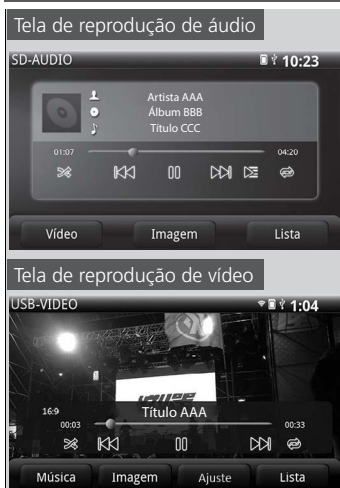 Tela de reprodução de áudio
SD-AUDIO 10:23
Artista AAA
Álbum BBB
Título CCC
01:07 04:20
Vídeo Imagem Lista
Tela de reprodução de vídeo
USB-VIDEO 1:04
16:9
Título AAA
00:03 00:33
Música Imagem Ajuste Lista